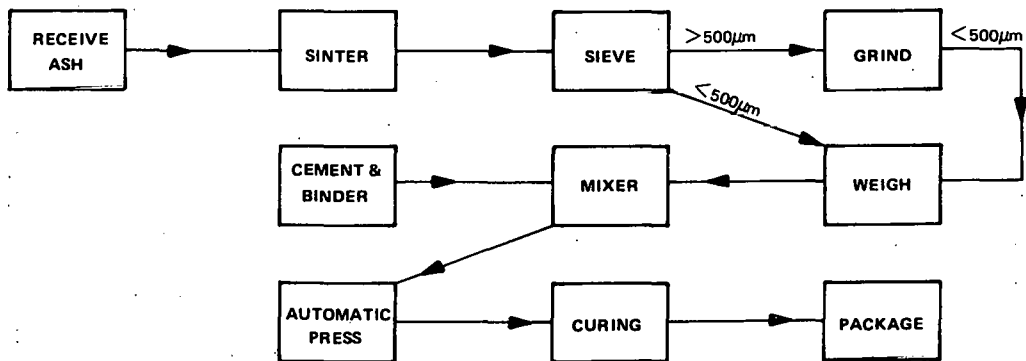 RECEIVE
ASH
SINTER
SIEVE
>500μm
GRIND
<500μm
<500μm
CEMENT &
BINDER
MIXER
WEIGH
AUTOMATIC
PRESS
CURING
PACKAGE